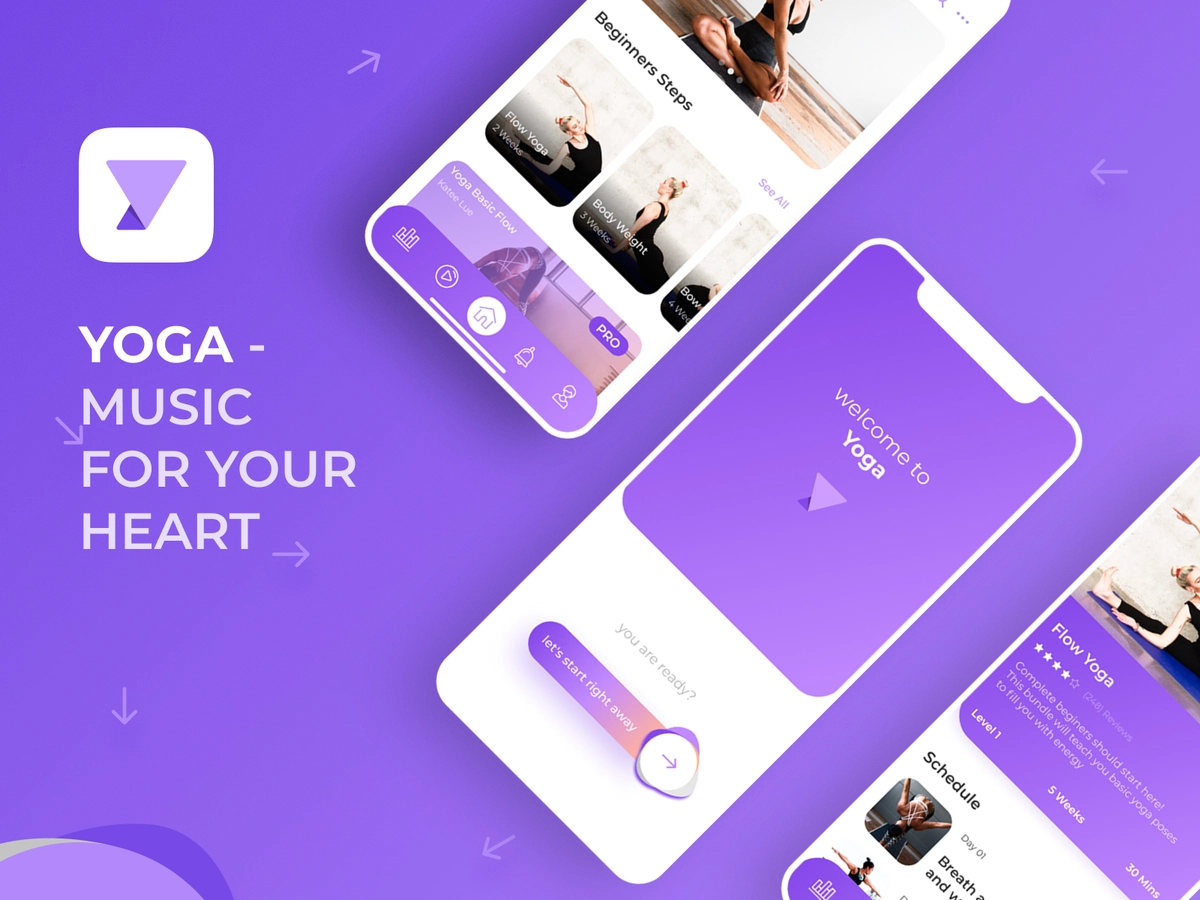 YOGA -
MUSIC
FOR YOUR
HEART
Beginners Steps
See All
Flow Yoga
2 Weeks
Body Weight
3 Weeks
Yoga Basic Flow
Katee Lue
PRO
welcome to
Yoga
you are ready?
let's start right away
Flow Yoga
(248) Reviews
Complete beginers should start here!
This bundle will teach you basic yoga poses
to fill you with energy
Level 1
5 Weeks
30 Mins
Schedule
Day 01
Breath
and